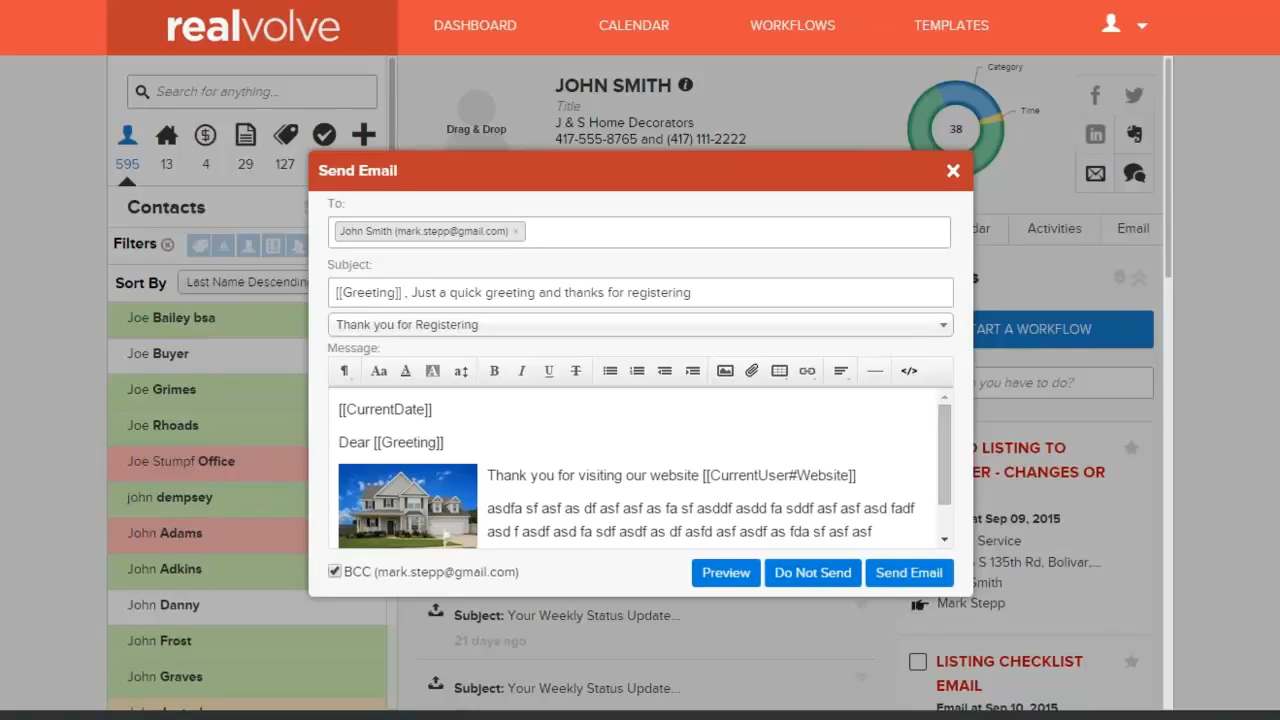 realvolve
DASHBOARD
CALENDAR
WORKFLOWS
TEMPLATES
Search for anything...
595
13
4
29
127
Contacts
Filters
Sort By
Last Name Descendin
Joe Bailey bsa
Joe Buyer
Joe Grimes
Joe Rhoads
Joe Stumpf Office
john dempsey
John Adams
John Adkins
John Danny
John Frost
John Graves
Drag & Drop
JOHN SMITH
Title
J & S Home Decorators
417-555-8765 and (417) 111-2222
Category
Time
38
Send Email
To:
John Smith (mark.stepp@gmail.com) ×
Subject:
[[Greeting]] , Just a quick greeting and thanks for registering
Thank you for Registering
Message:
[[CurrentDate]]
Dear [[Greeting]]
Thank you for visiting our website [[CurrentUser#Website]]
asdfa sf asf as df asf asf as fa sf asddf asdd fa sddf asf asf asd fadf
asd f asdf asd fa sdf asdf as df asfd asf asdf as fda sf asf asf
BCC (mark.stepp@gmail.com)
Preview
Do Not Send
Send Email
dar
Activities
Email
s
TART A WORKFLOW
you have to do?
LISTING TO
ER - CHANGES OR
at Sep 09, 2015
Service
S 135th Rd, Bolivar,...
Smith
Mark Stepp
LISTING CHECKLIST
EMAIL
Email at Sep 10, 2015
Subject: Your Weekly Status Update...
21 days ago
Subject: Your Weekly Status Update...